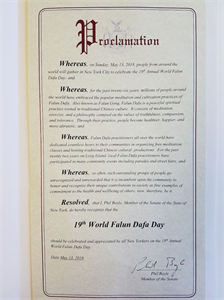 Proclamation
Whereas, on Sunday, May 13, 2018, people from around the
world will gather in New York City to celebrate the 19th Annual World Falun
Dafa Day; and
Whereas, for the past twenty-six years, millions of people around
the world have embraced the popular meditation and cultivation practices of
Falun Dafa. Also known as Falun Gong, Falun Dafa is a peaceful spiritual
practice rooted in traditional Chinese culture. It consists of meditation,
exercises, and a philosophy centered on the values of truthfulness, compassion,
and tolerance. Through their practice, people become healthier, happier, and
more altruistic; and
Whereas, Falun Dafa practitioners all over the world have
dedicated countless hours to their communities in organizing free meditation
classes and hosting traditional Chinese cultural productions. For the past
twenty years on Long Island, local Falun Dafa practitioners have
participated in many community events including parades and street fairs; and
Whereas, so often, such outstanding groups of people go
unrecognized and unrewarded that it is incumbent upon the community to
honor and recognize their unique contributions to society as fine examples of
commitment to the health and wellbeing of others; now, therefore, be it
Resolved, that I, Phil Boyle, Member of the Senate of the State of
New York, do hereby recognize that the
19th World Falun Dafa Day
should be celebrated and appreciated by all New Yorkers on the 19th Annual
World Falun Dafa Day.
Date May 13, 2018
Phil Boyle
Member of the Senate